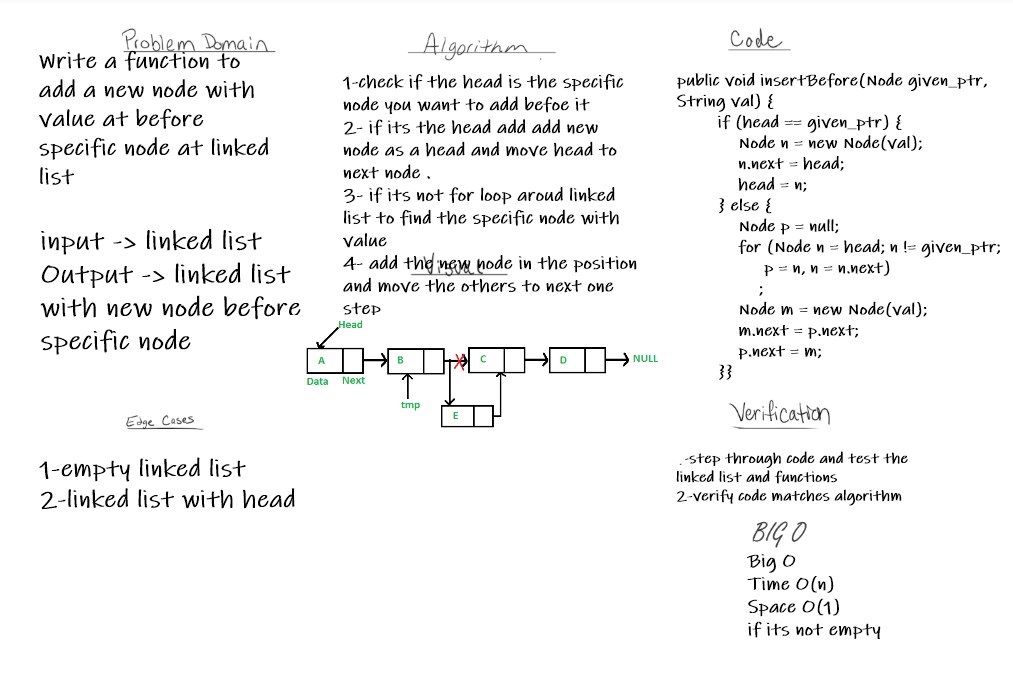 Problem Domain
Write a function to
add a new node with
value at before
specific node at linked
list
input -> linked list
Output -> linked list
with new node before
specific node
Edge Cases
1-empty linked list
2-linked list with head
Algorithm
1-check if the head is the specific
node you want to add befoe it
2- if its the head add add new
node as a head and move head to
next node .
3- if its not for loop aroud linked
list to find the specific node with
value
4- add the new node in the position
and move the others to next one
step
Visual
Head
A
B
C
D
NULL
Data Next
tmp
E
Code
public void insertBefore(Node given_ptr,
String val) {
if (head == given_ptr) {
Node n = new Node(val);
n.next = head;
head = n;
} else {
Node p = null;
for (Node n = head; n != given_ptr;
p = n, n = n.next)
;
Node m = new Node(val);
m.next = p.next;
p.next = m;
}}
Verification
-step through code and test the
linked list and functions
2-verify code matches algorithm
BIG O
Big O
Time O(n)
Space O(1)
if its not empty